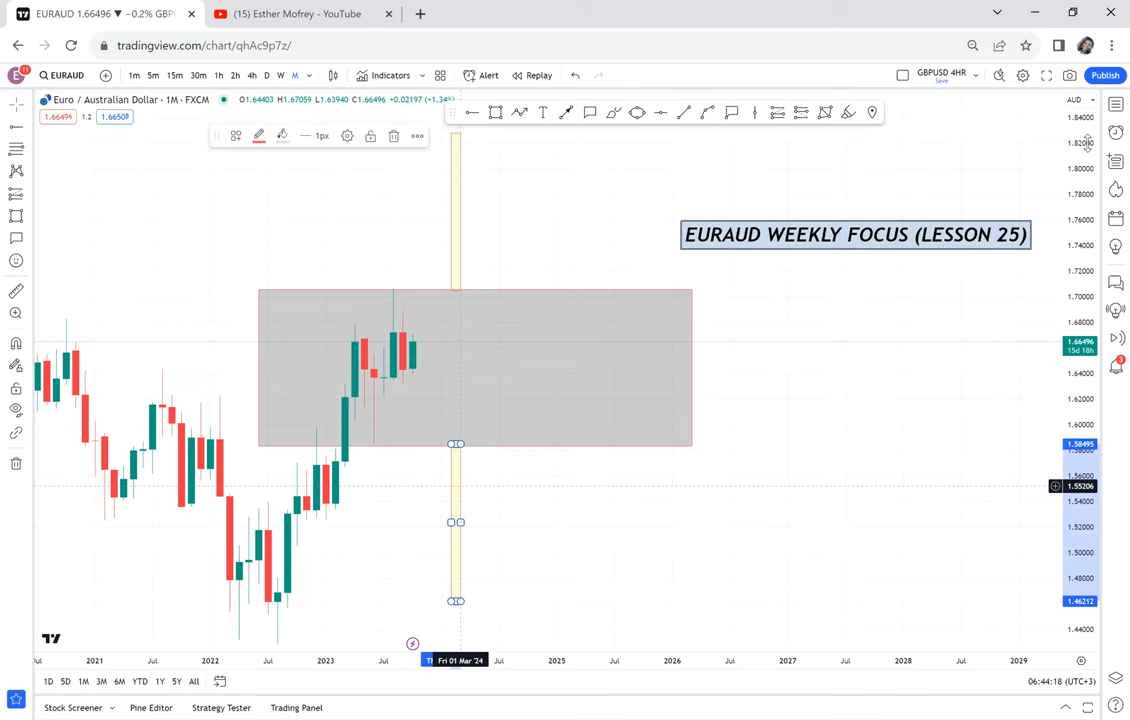 EURAUD 1.66496 ▼ −0.2% GBPU
(15) Esther Mofrey - YouTube
tradingview.com/chart/qhAc9p7z/
E 11 EURAUD 1m 5m 15m 30m 1h 2h 4h D W M Indicators Alert Replay GBPUSD 4HR Save Publish
Euro / Australian Dollar · 1M · FXCM O1.64403 H1.67059 L1.63940 C1.66496 +0.02197 (+1.34%
AUD
1.66496 1.2 1.66508
1px
EURAUD WEEKLY FOCUS (LESSON 25)
1.84000
1.82000
1.80000
1.78000
1.76000
1.74000
1.72000
1.70000
1.68000
1.66496
15d 18h
1.64000
1.62000
1.60000
1.58495
1.58000
1.56000
1.55206
1.54000
1.52000
1.50000
1.48000
1.46212
1.44000
3
Jul 2021 Jul 2022 Jul 2023 Jul Fri 01 Mar '24 Jul 2025 Jul 2026 Jul 2027 Jul 2028 Jul 2029
1D 5D 1M 3M 6M YTD 1Y 5Y All
06:44:18 (UTC+3)
Stock Screener Pine Editor Strategy Tester Trading Panel